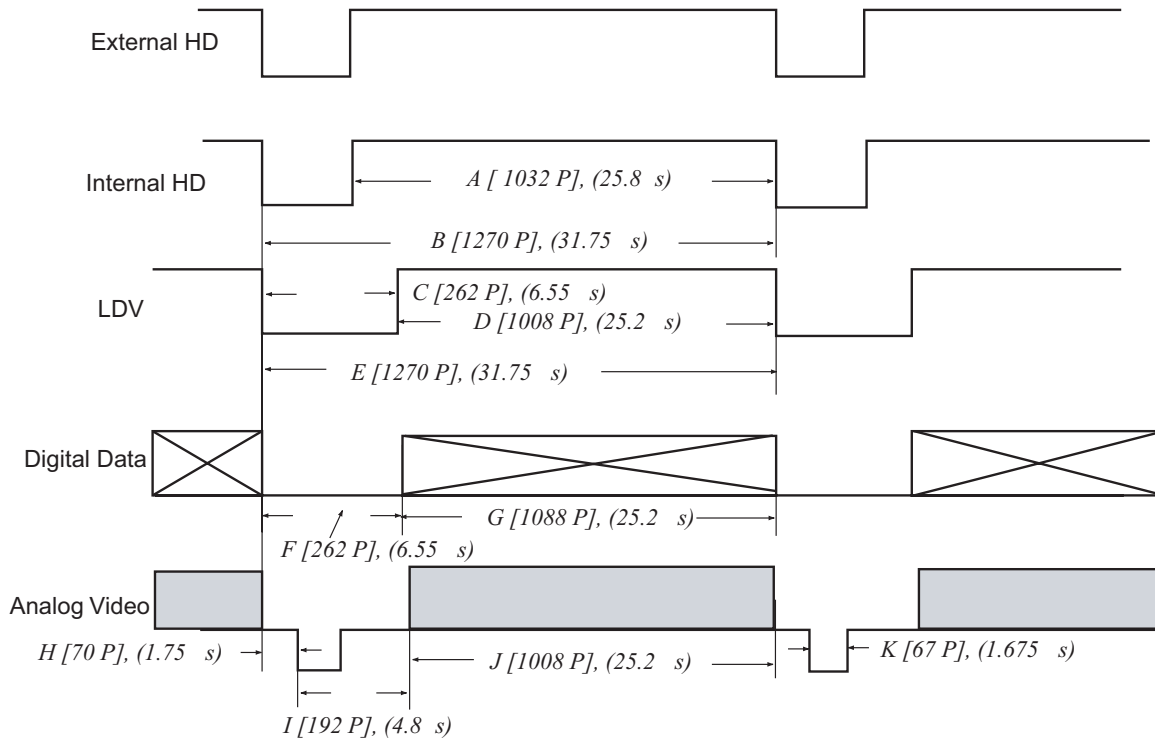 External HD
Internal HD
A [ 1032 P], (25.8 s)
B [1270 P], (31.75 s)
LDV
C [262 P], (6.55 s)
D [1008 P], (25.2 s)
E [1270 P], (31.75 s)
Digital Data
G [1088 P], (25.2 s)
F [262 P], (6.55 s)
Analog Video
H [70 P], (1.75 s)
J [1008 P], (25.2 s)
K [67 P], (1.675 s)
I [192 P], (4.8 s)